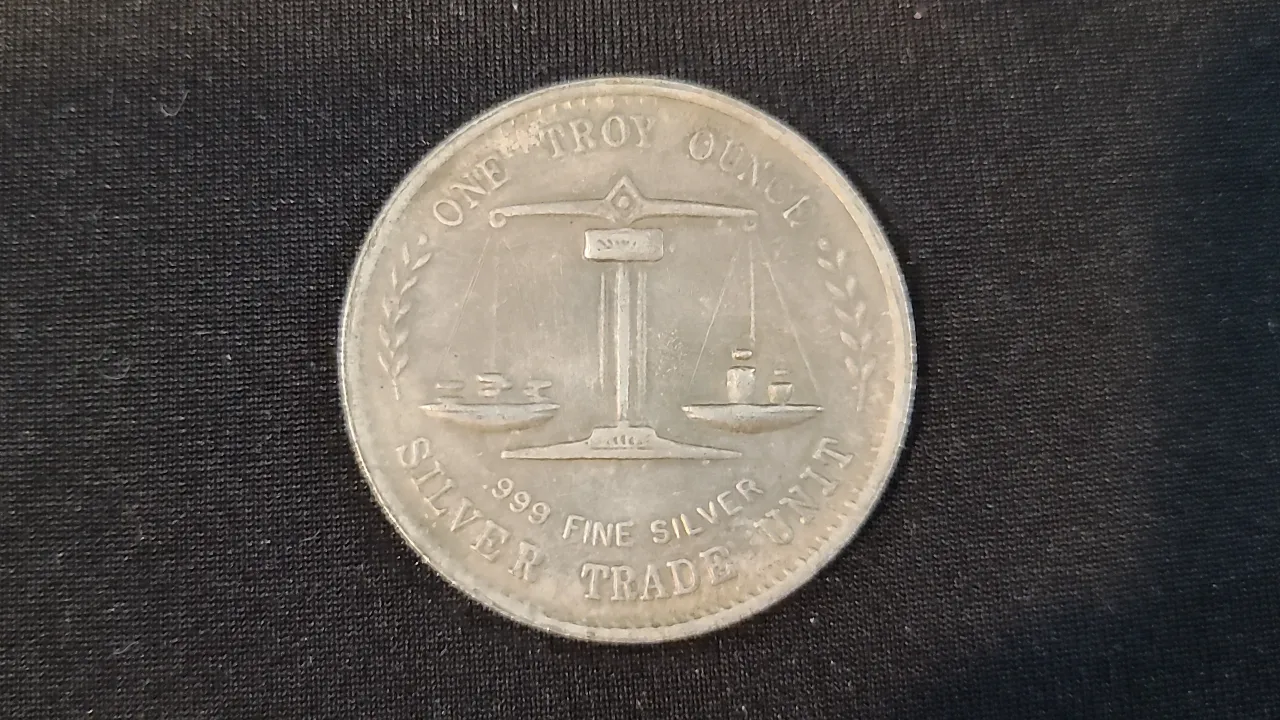 ONE TROY OUNCE
.999 FINE SILVER
SILVER TRADE UNIT